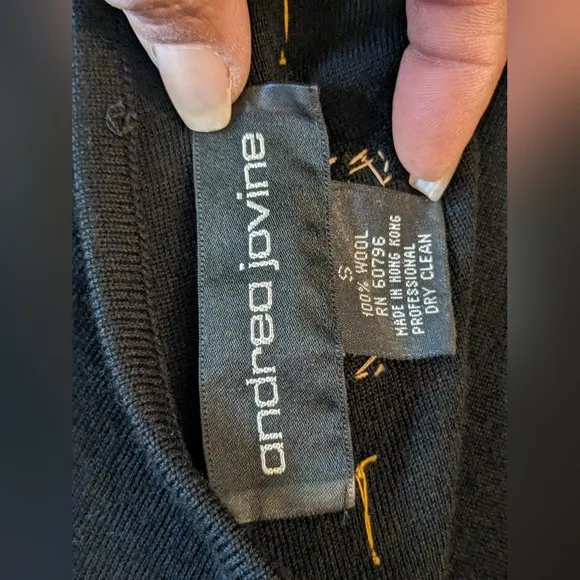 andrea jovine
S
100% WOOL
RN 60796
MADE IN HONG KONG
PROFESSIONAL
DRY CLEAN